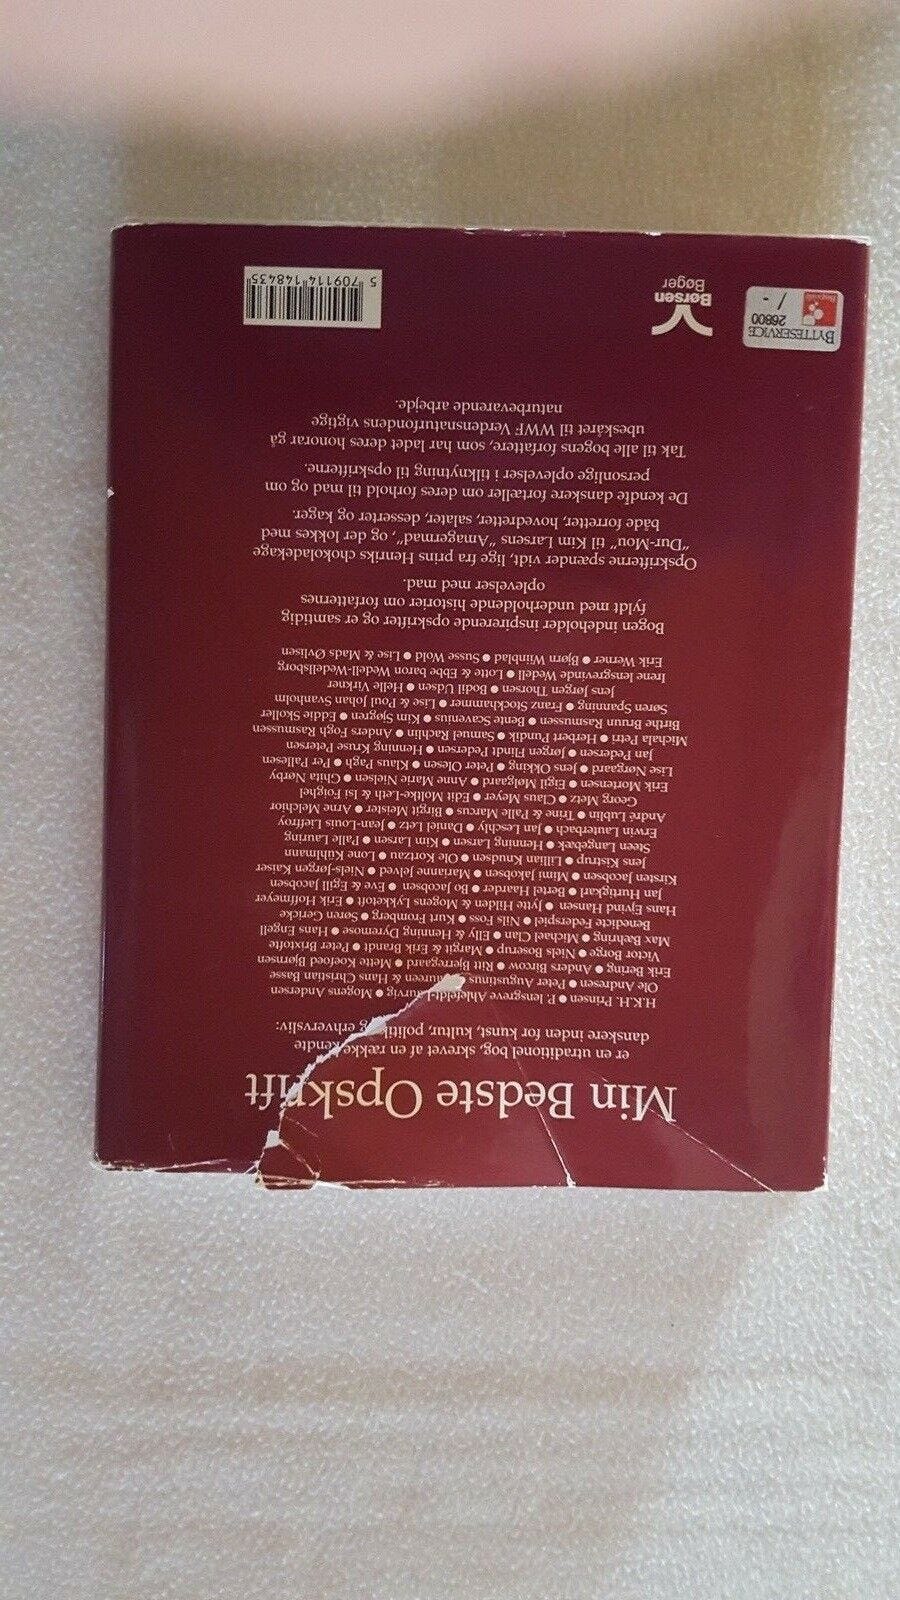 Min Bedste Opskrift
er en utraditionel bog, skrevet af en række kendte
danskere inden for kunst, kultur, politik og erhvervsliv:
H.K.H. Prinsen ● P. lensgreve Ahlefeldt-Laurvig ● Mogens Andersen
Ole Andresen ● Peter Augustinus ● Laureen & Hans Christian Basse
Erik Bering ● Anders Bircow ● Ritt Bjerregaard ● Mette Koefoed Bjørnsen
Victor Borge ● Niels Boserup ● Margit & Erik Brandt ● Peter Brixtofte
Max Bæhring ● Michael Clan ● Elly & Henning Dyremose ● Hans Engell
Benedicte Federspiel ● Nils Foss ● Kurt Fromberg ● Søren Gericke
Hans Ejvind Hansen ● Jytte Hilden & Mogens Lykketoft ● Erik Hoffmeyer
Jan Hurtigkarl ● Bertel Haarder ● Bo Jacobsen ● Eve & Egill Jacobsen
Kirsten Jacobsen ● Mimi Jakobsen ● Marianne Jelved ● Niels-Jørgen Kaiser
Jens Kistrup ● Lillian Knudsen ● Ole Kortzau ● Lone Kühlmann
Steen Langebæk ● Henning Larsen ● Kim Larsen ● Palle Lauring
Erwin Lauterbach ● Jan Leschly ● Daniel Letz ● Jean-Louis Lieffroy
André Lublin ● Tine & Palle Marcus ● Birgit Meister ● Arne Melchior
Georg Metz ● Claus Meyer ● Edit Moltke-Leth & Isi Foighel
Erik Mortensen ● Eigil Mølgaard ● Anne Marie Nielsen ● Ghita Nørby
Lise Nørgaard ● Jens Okking ● Peter Olesen ● Klaus Pagh ● Per Pallesen
Jan Pedersen ● Jørgen Flindt Pedersen ● Henning Kruse Petersen
Michala Petri ● Herbert Pundik ● Samuel Rachlin ● Anders Fogh Rasmussen
Birthe Bruun Rasmussen ● Bente Scavenius ● Kim Sjøgren ● Eddie Skoller
Søren Spanning ● Franz Stockhammer ● Lise & Poul Johan Svanholm
Jens Jørgen Thorsen ● Bodil Udsen ● Helle Virkner
Irene lensgrevinde Wedell ● Lotte & Ebbe baron Wedell-Wedellsborg
Erik Werner ● Bjørn Wiinblad ● Susse Wold ● Lise & Mads Øvlisen
Bogen indeholder inspirerende opskrifter og er samtidig
fyldt med underholdende historier om forfatternes
oplevelser med mad.
Opskrifterne spænder vidt, lige fra prins Henriks chokoladekage
"Dur-Mou" til Kim Larsens "Amagermad", og der lokkes med
både forretter, hovedretter, salater, desserter og kager.
De kendte danskere fortæller om deres forhold til mad og om
personlige oplevelser i tilknytning til opskrifterne.
Tak til alle bogens forfattere, som har ladet deres honorar gå
ubeskåret til WWF Verdensnaturfondens vigtige
naturbevarende arbejde.
BYTTESERVICE
26800
/-
Børsen
Bøger
5 709114 148435